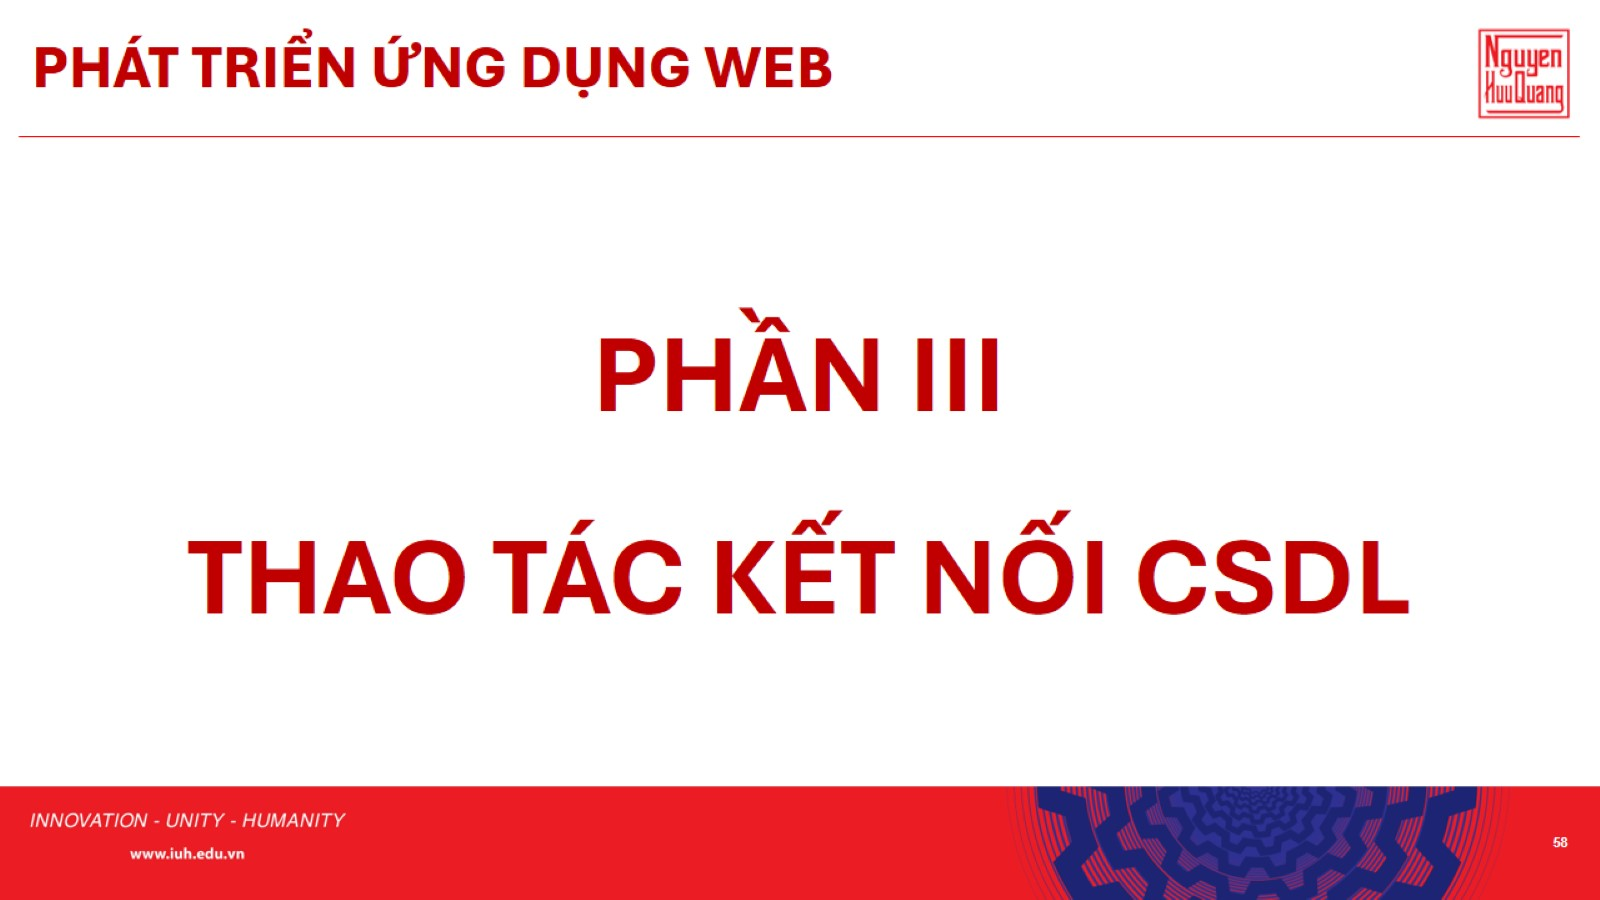 PHÁT TRIỂN ỨNG DỤNG WEB
Nguyen
HuuQuang
PHẦN III
THAO TÁC KẾT NỐI CSDL
INNOVATION - UNITY - HUMANITY
www.iuh.edu.vn
58